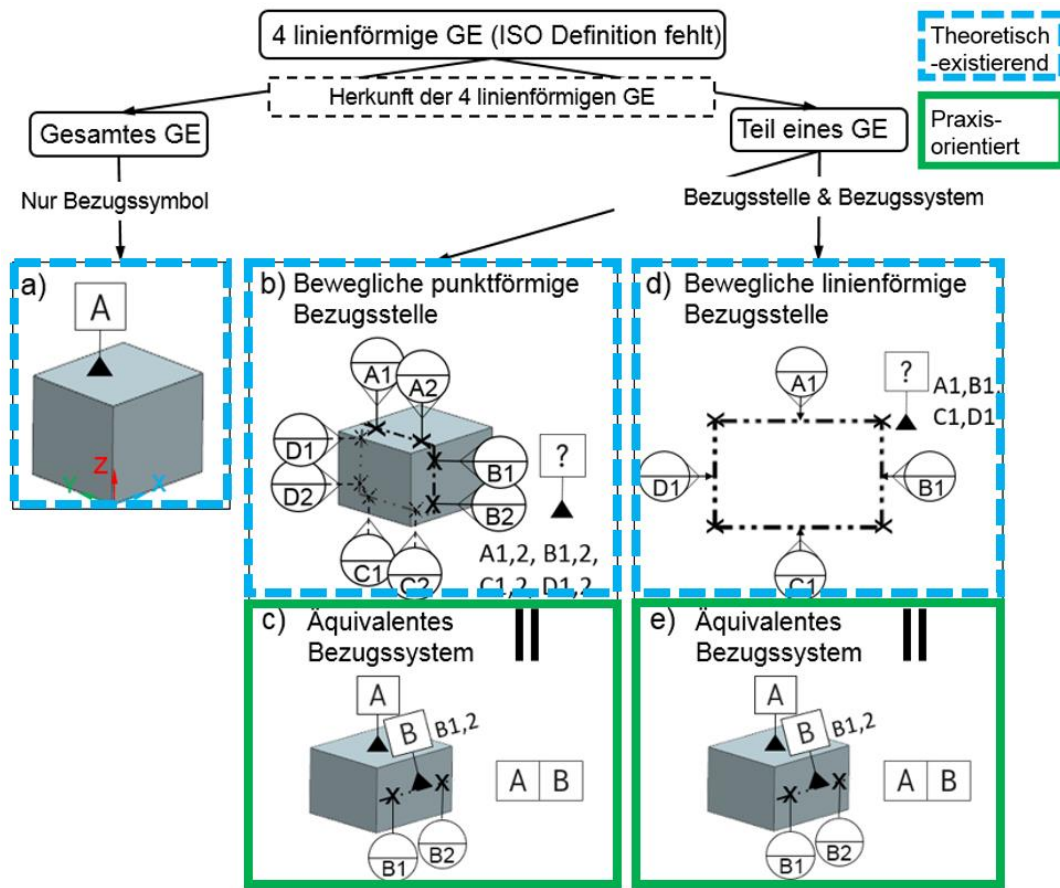 4 linienförmige GE (ISO Definition fehlt)
Theoretisch
-existierend
Herkunft der 4 linienförmigen GE
Praxis-
orientiert
Gesamtes GE
Teil eines GE
Nur Bezugssymbol
Bezugsstelle & Bezugsystem
a)
A
Z
Y
X
b) Bewegliche punktförmige
Bezugsstelle
A1
A2
D1
B1
?
D2
B2
A1,2, B1,2,
C1,2, D1,2
C1
C2
d) Bewegliche linienförmige
Bezugsstelle
A1
?
A1,B1,
C1,D1
D1
B1
C1
c) Äquivalentes
Bezugssystem
A
B
B1,2
A B
B1
B2
e) Äquivalentes
Bezugssystem
A
B
B1,2
A B
B1
B2